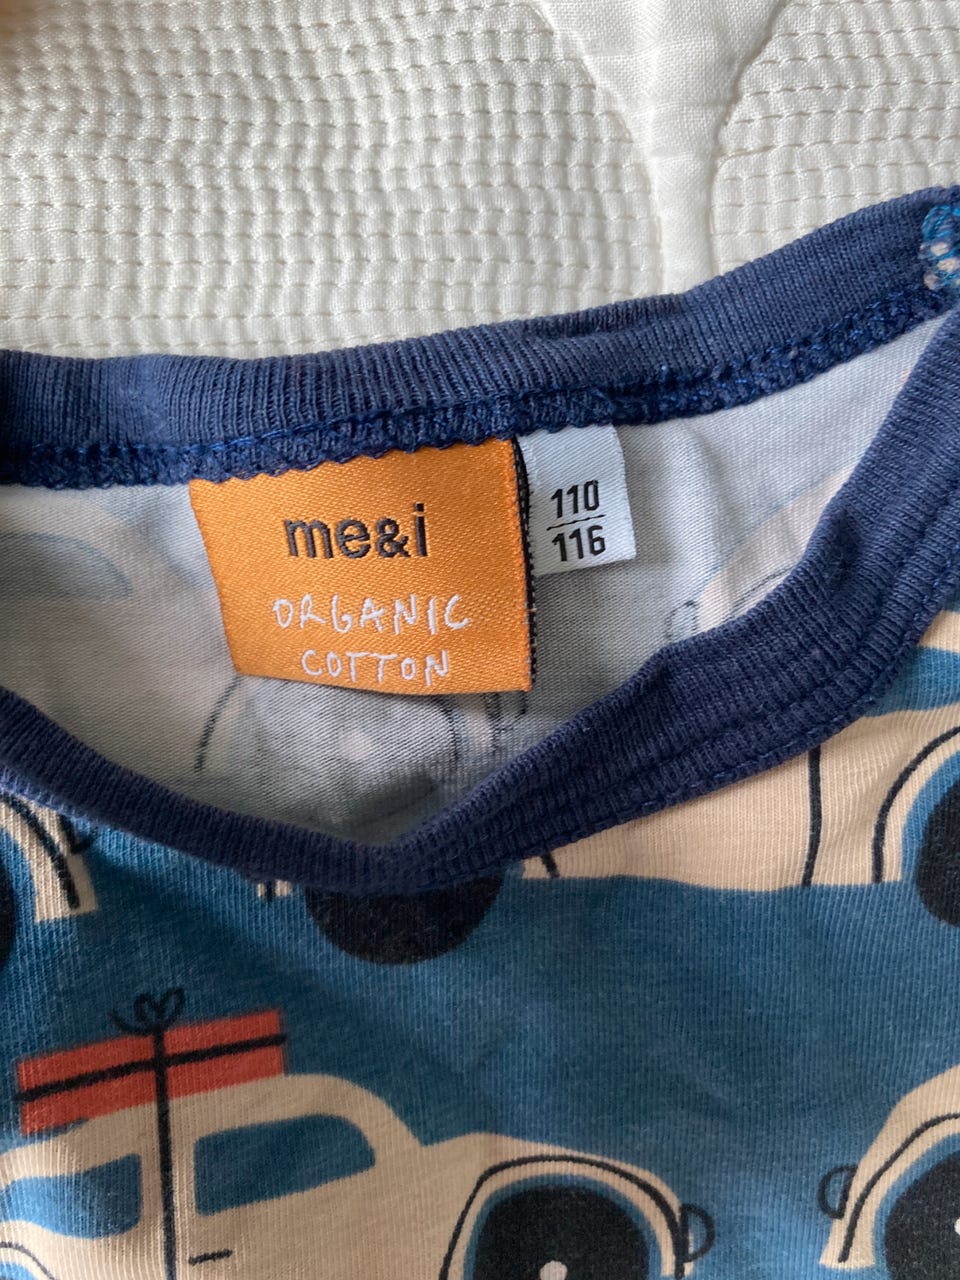 me&i
ORGANIC
COTTON
110
116